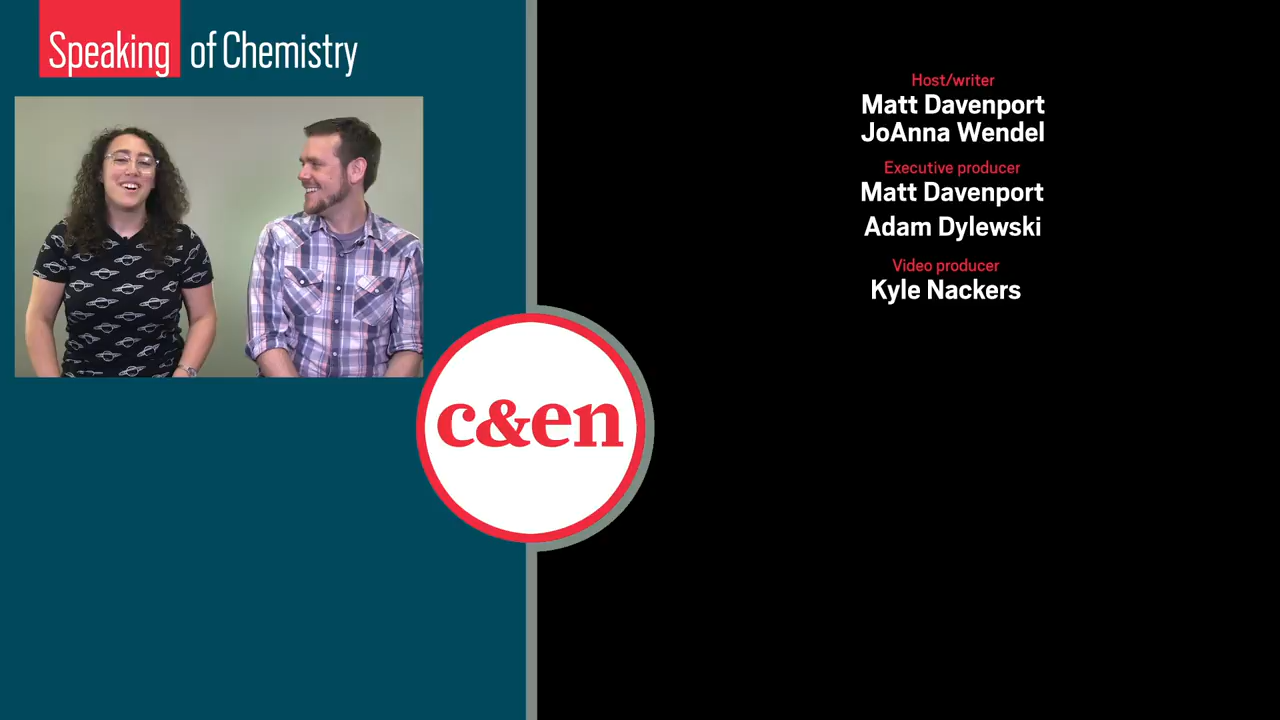 Speaking of Chemistry
Host/writer
Matt Davenport
JoAnna Wendel
Executive producer
Matt Davenport
Adam Dylewski
Video producer
Kyle Nackers
c&en